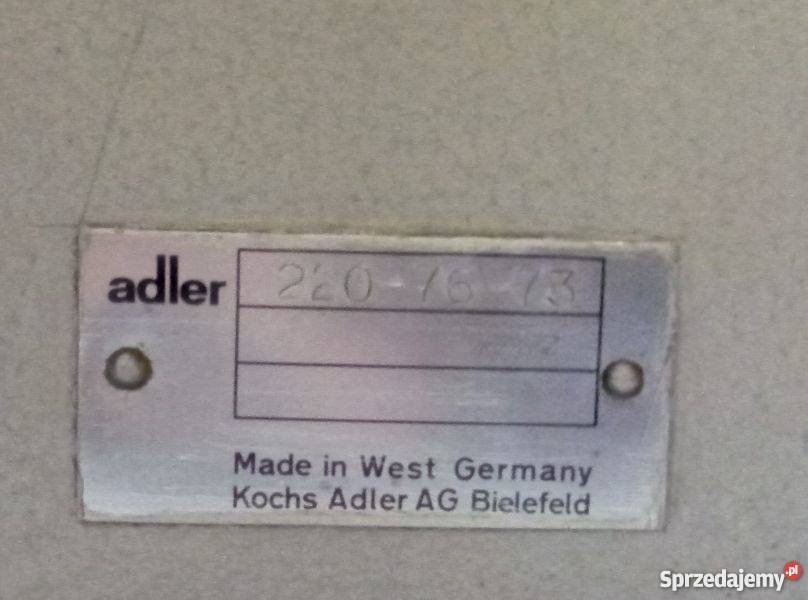 adler
220-76-73
Made in West Germany
Kochs Adler AG Bielefeld
Sprzedajemy.pl